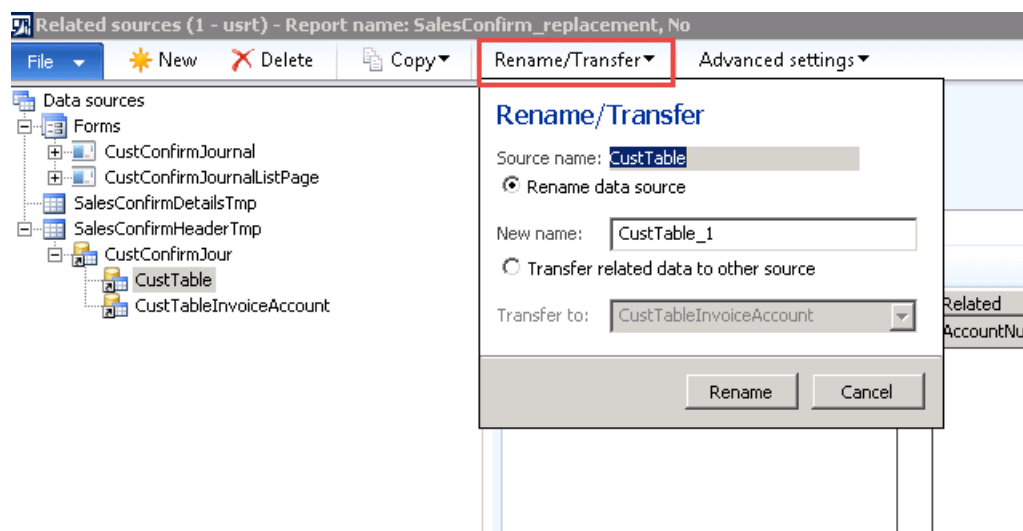 Related sources (1 - usrt) - Report name: SalesConfirm_replacement, No
File New Delete Copy Rename/Transfer Advanced settings
Data sources
Forms
CustConfirmJournal
CustConfirmJournalListPage
SalesConfirmDetailsTmp
SalesConfirmHeaderTmp
CustConfirmJour
CustTable
CustTableInvoiceAccount
Rename/Transfer
Source name: CustTable
Rename data source
New name: CustTable_1
Transfer related data to other source
Transfer to: CustTableInvoiceAccount
Rename Cancel
Related
AccountNu